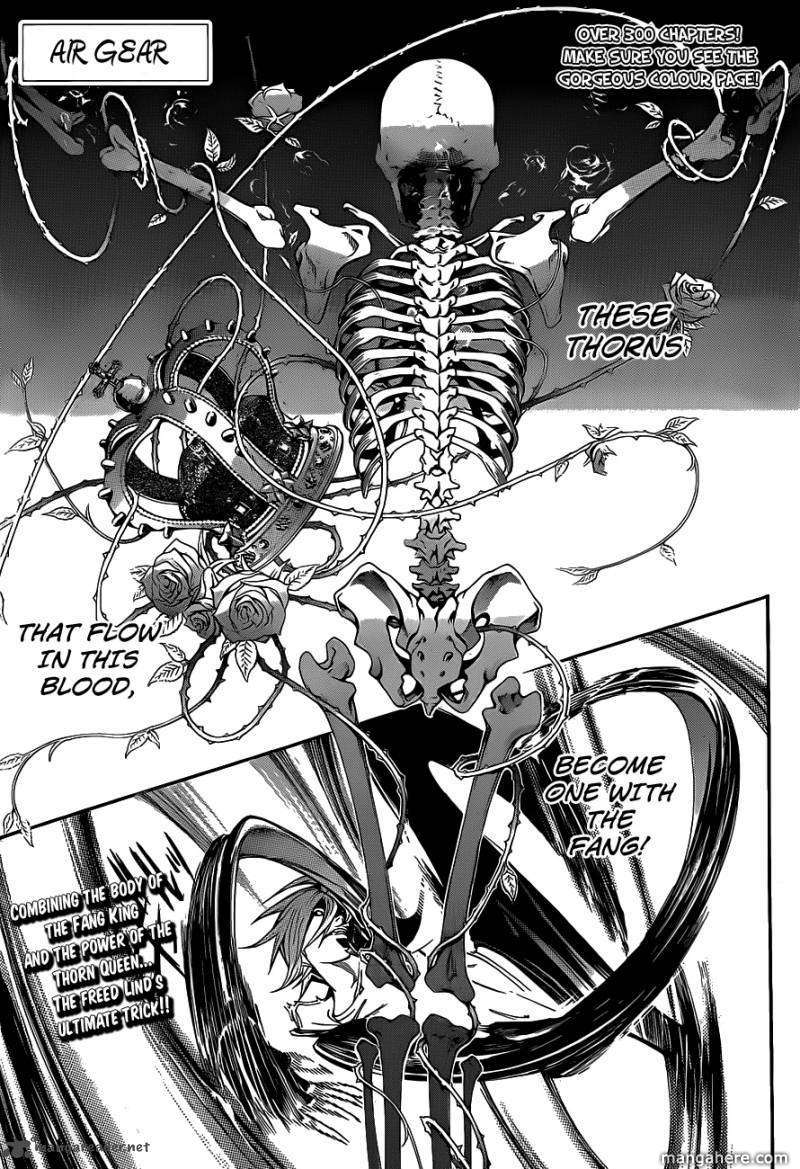 AIR GEAR
OVER 300 CHAPTERS!
MAKE SURE YOU SEE THE
GORGEOUS COLOUR PAGE!
THESE
THORNS
THAT FLOW
IN THIS
BLOOD,
BECOME
ONE WITH
THE
FANG!
COMBINING THE BODY OF
THE FANG KING
AND THE POWER OF THE
THORN QUEEN...
THE FREED LIND'S
ULTIMATE TRICK!!
mangahere.com